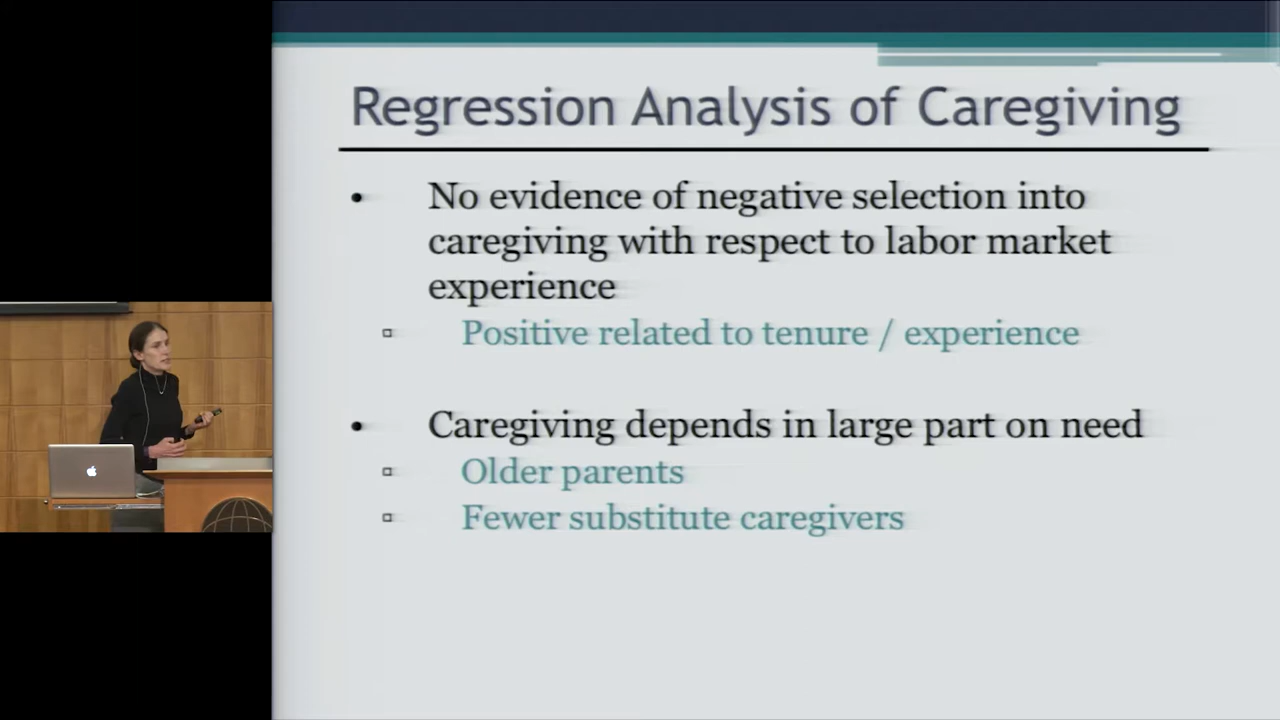 Regression Analysis of Caregiving
• No evidence of negative selection into
caregiving with respect to labor market
experience
▫ Positive related to tenure / experience
• Caregiving depends in large part on need
▫ Older parents
▫ Fewer substitute caregivers